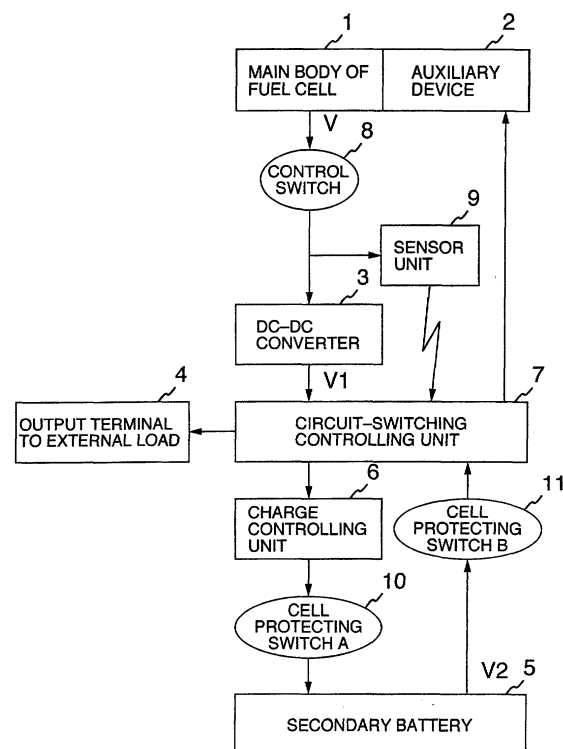 1
2
MAIN BODY OF
FUEL CELL
AUXILIARY
DEVICE
V
8
CONTROL
SWITCH
9
SENSOR
UNIT
3
DC–DC
CONVERTER
V1
4
7
OUTPUT TERMINAL
TO EXTERNAL LOAD
CIRCUIT–SWITCHING
CONTROLLING UNIT
6
11
CHARGE
CONTROLLING
UNIT
CELL
PROTECTING
SWITCH B
10
CELL
PROTECTING
SWITCH A
V2
5
SECONDARY BATTERY